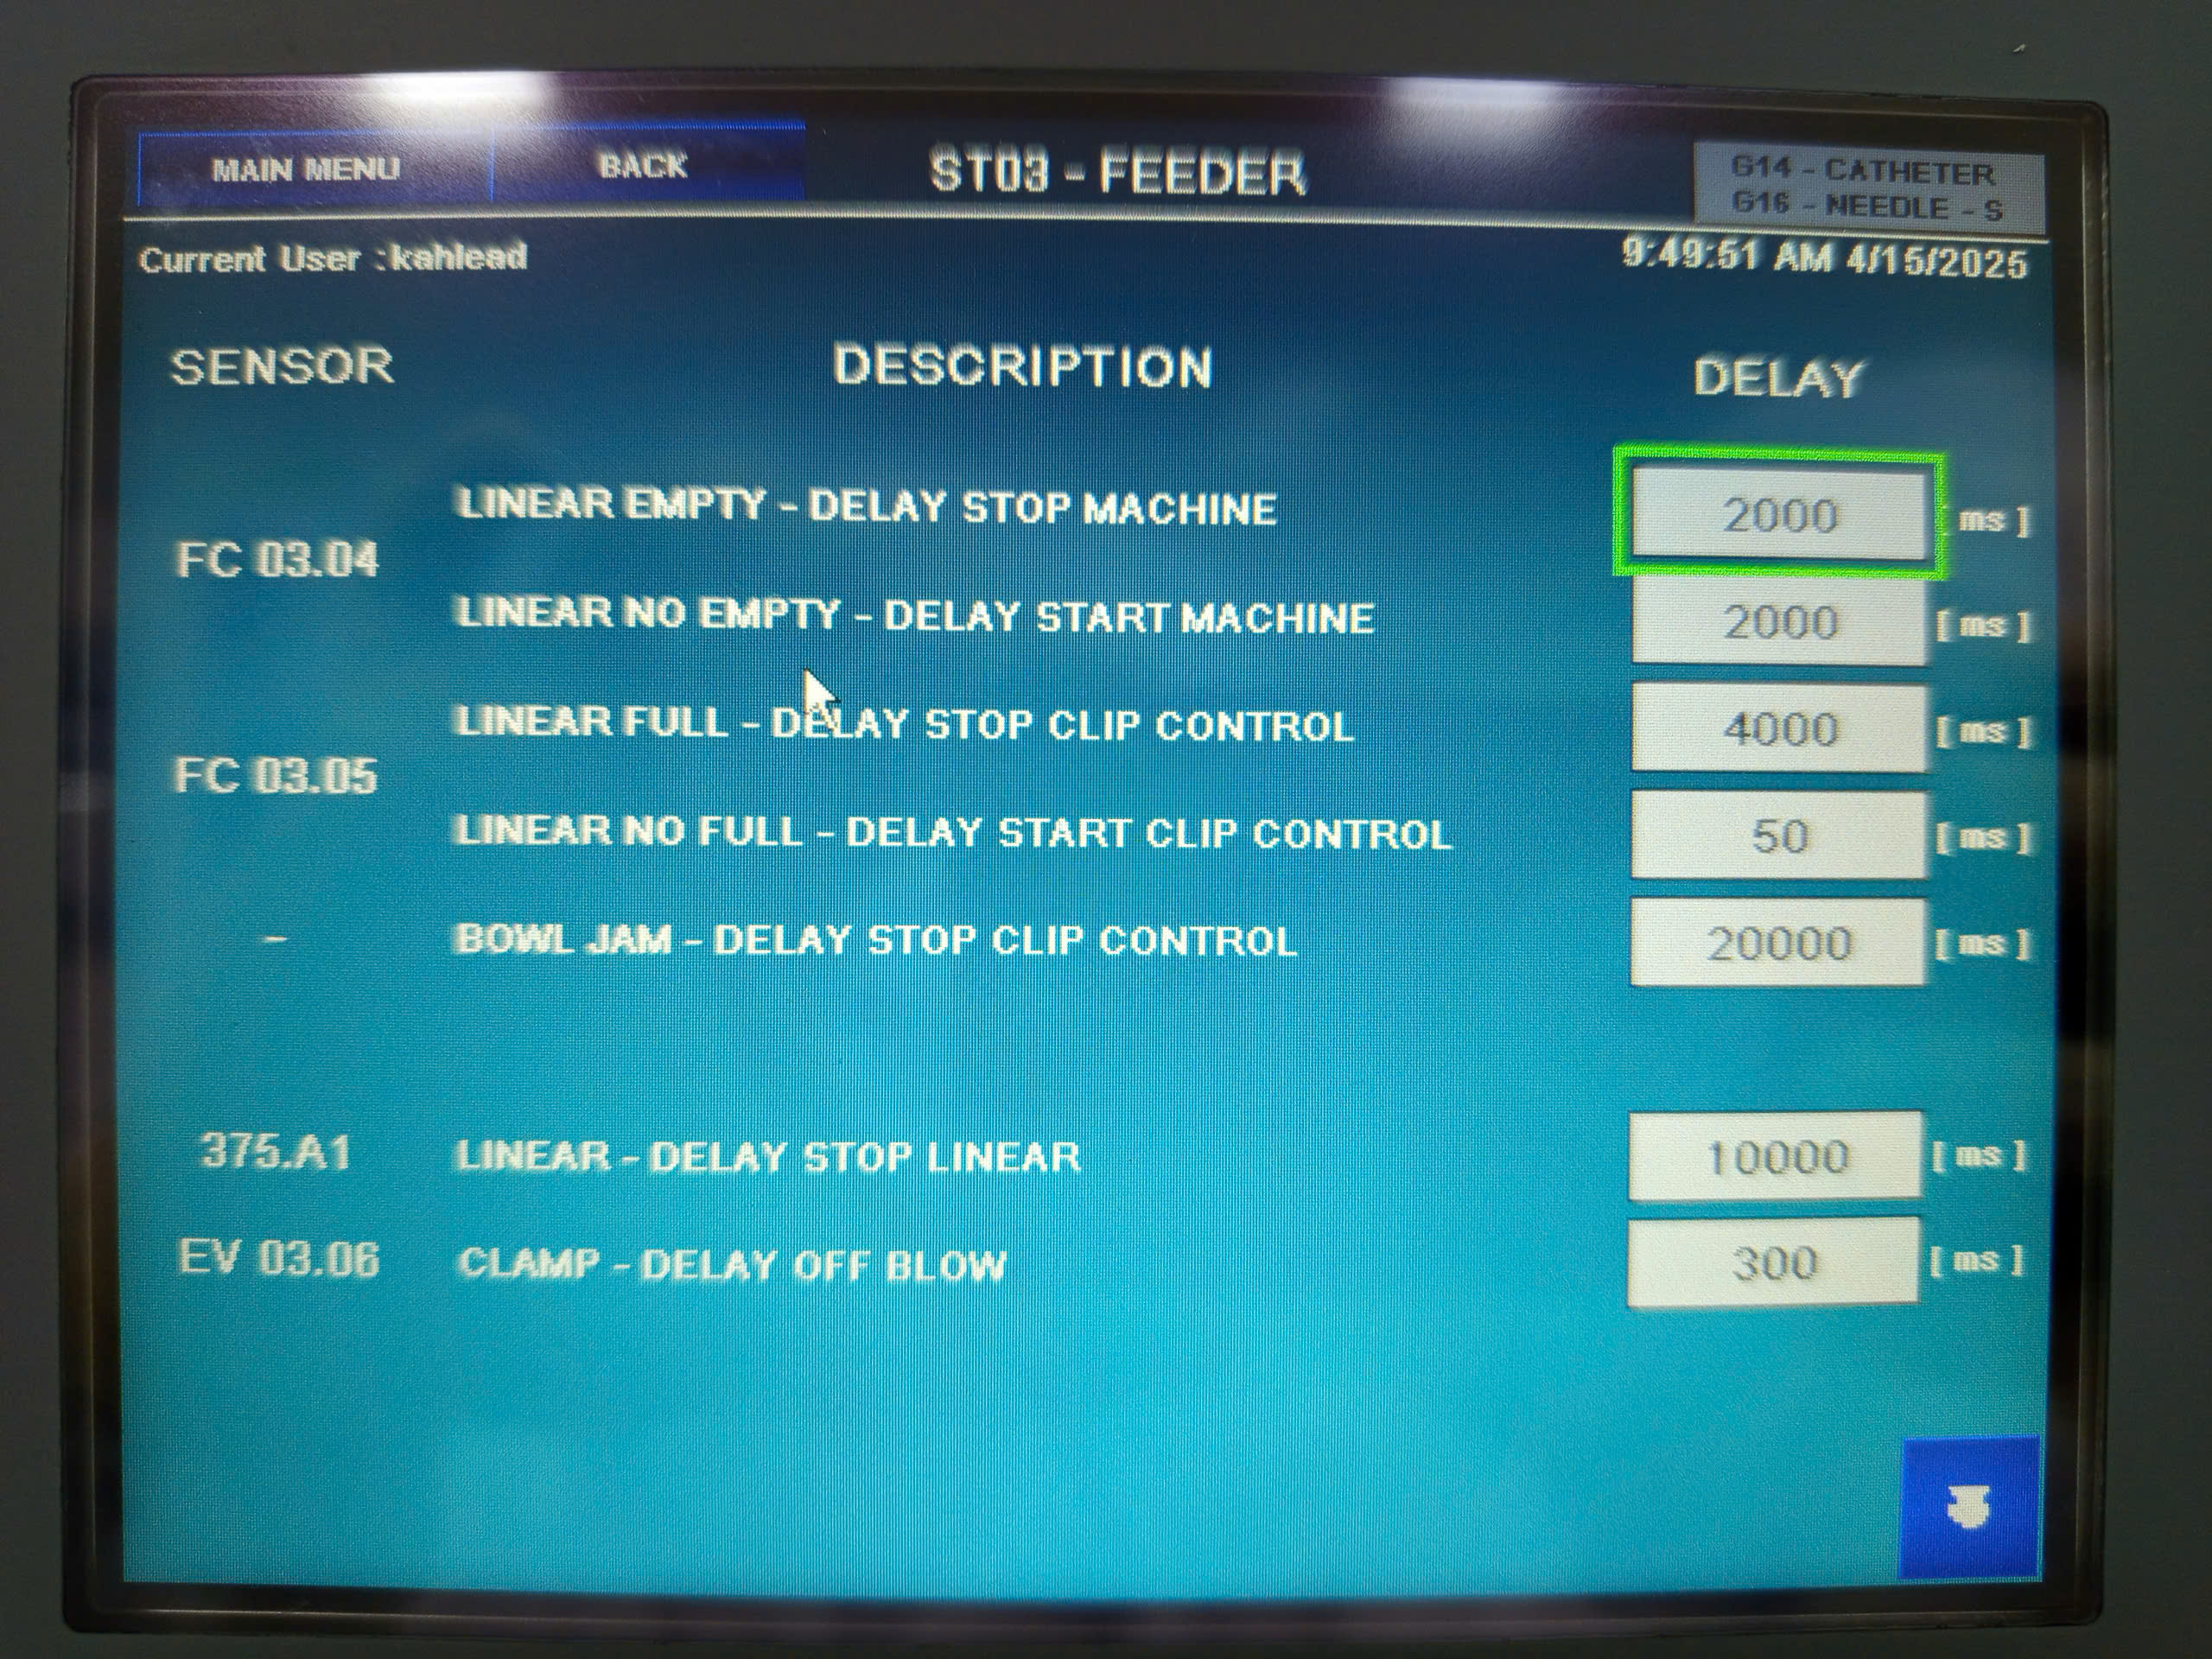 MAIN MENU BACK ST03 - FEEDER G14 - CATHETER
G16 - NEEDLE - S
Current User :kahlead 9:49:51 AM 4/15/2025
SENSOR DESCRIPTION DELAY
LINEAR EMPTY - DELAY STOP MACHINE 2000 ms ]
FC 03.04
LINEAR NO EMPTY - DELAY START MACHINE 2000 [ ms ]
LINEAR FULL - DELAY STOP CLIP CONTROL 4000 [ ms ]
FC 03.05
LINEAR NO FULL - DELAY START CLIP CONTROL 50 [ ms ]
- BOWL JAM - DELAY STOP CLIP CONTROL 20000 [ ms ]
375.A1 LINEAR - DELAY STOP LINEAR 10000 [ ms ]
EV 03.06 CLAMP - DELAY OFF BLOW 300 [ ms ]